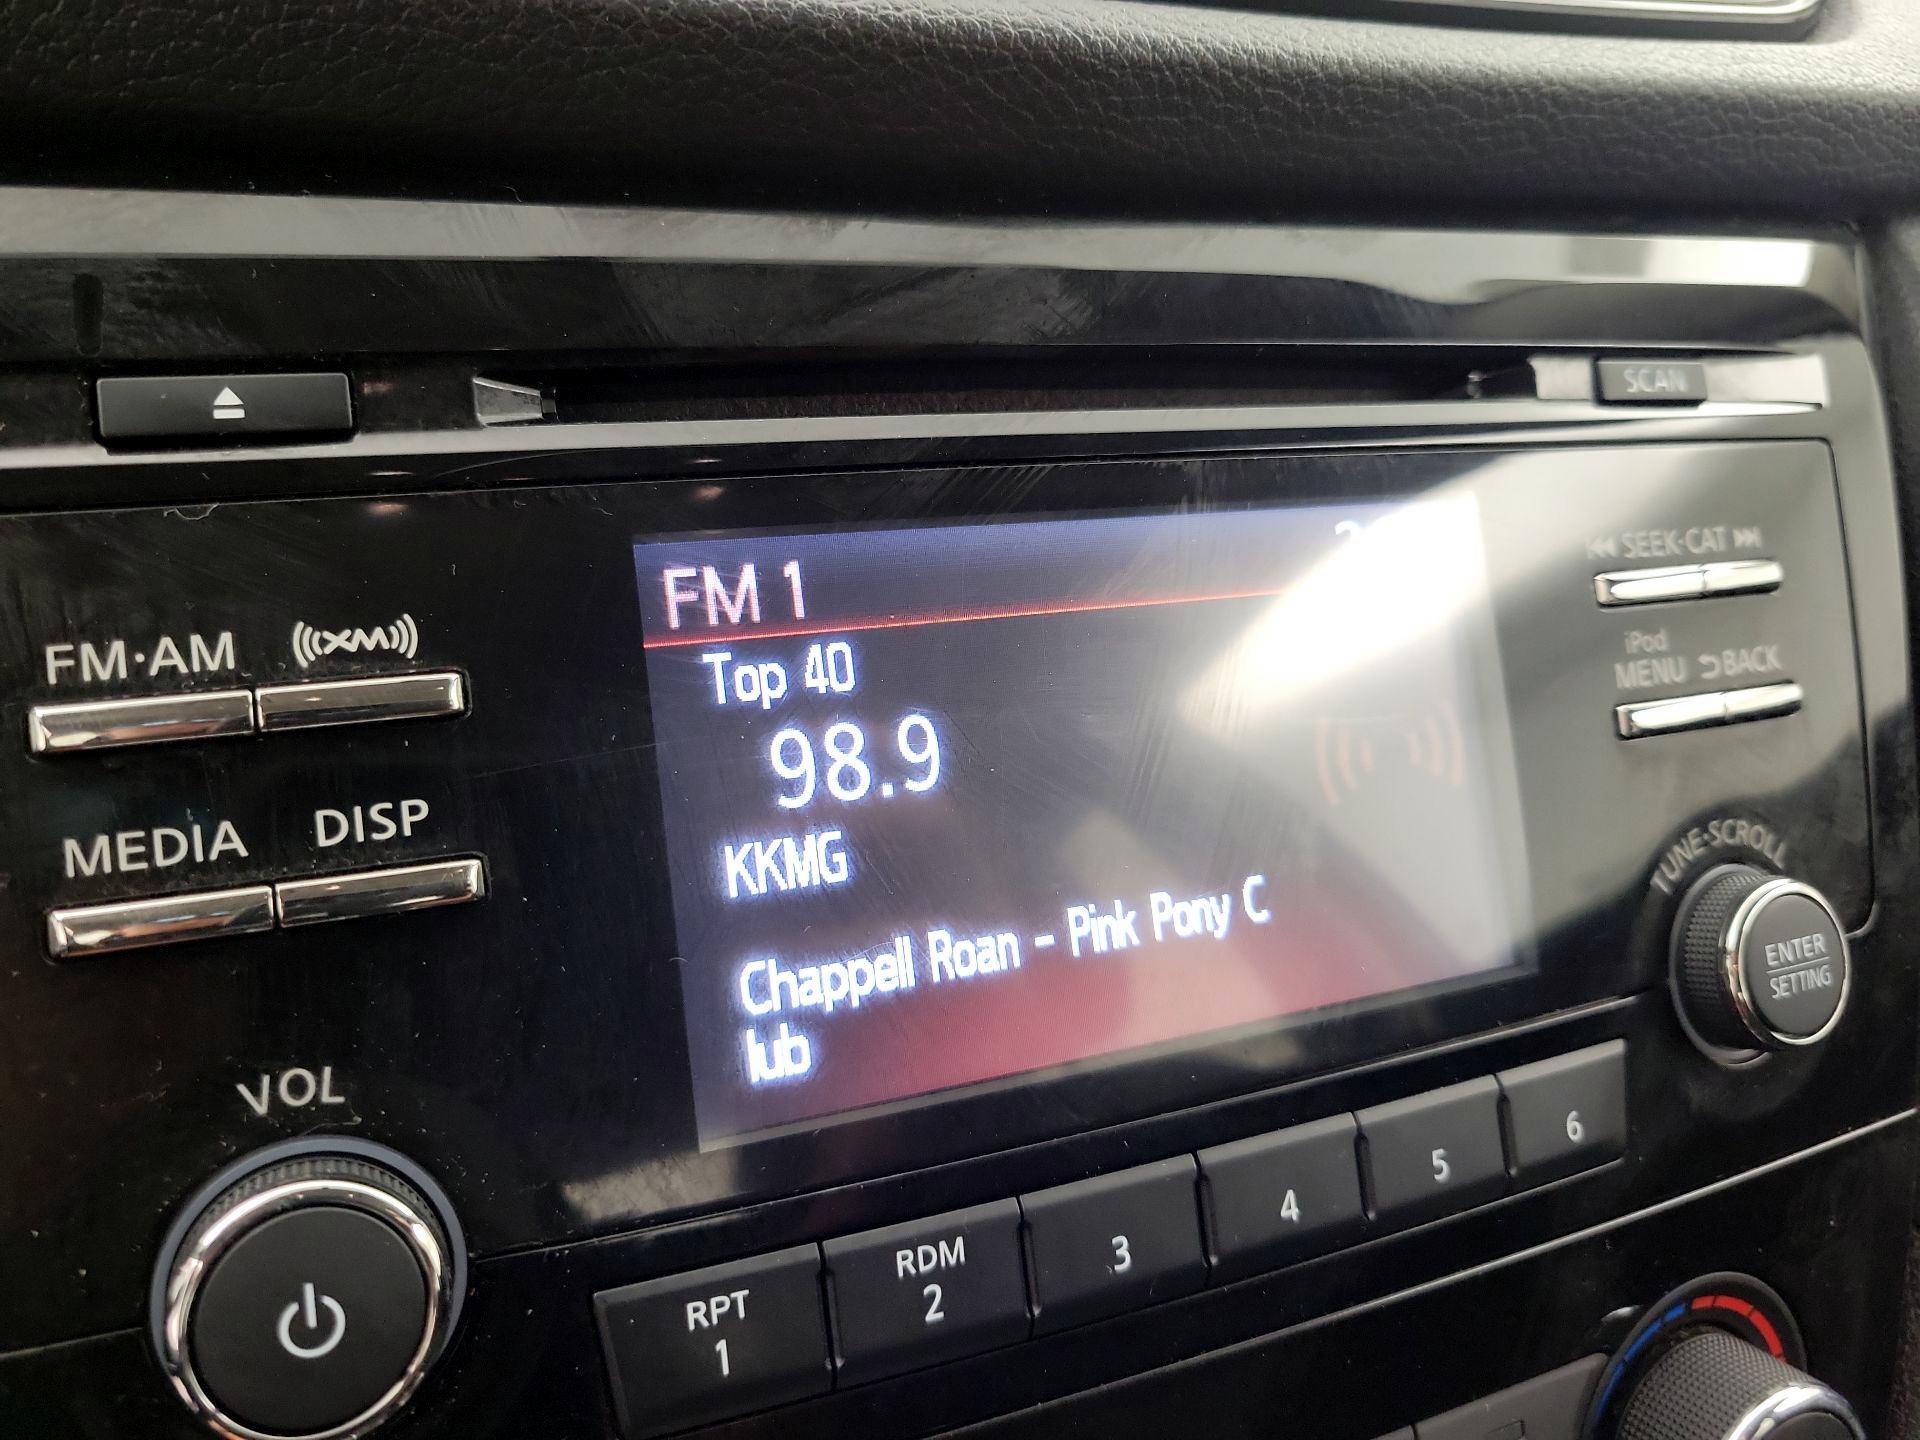 SCAN
FM 1
SEEK·CAT
FM·AM
XM
Top 40
iPod
MENU BACK
98.9
MEDIA
DISP
KKMG
TUNE·SCROLL
Chappell Roan - Pink Pony C
lub
ENTER
SETTING
VOL
RPT
1
RDM
2
3
4
5
6